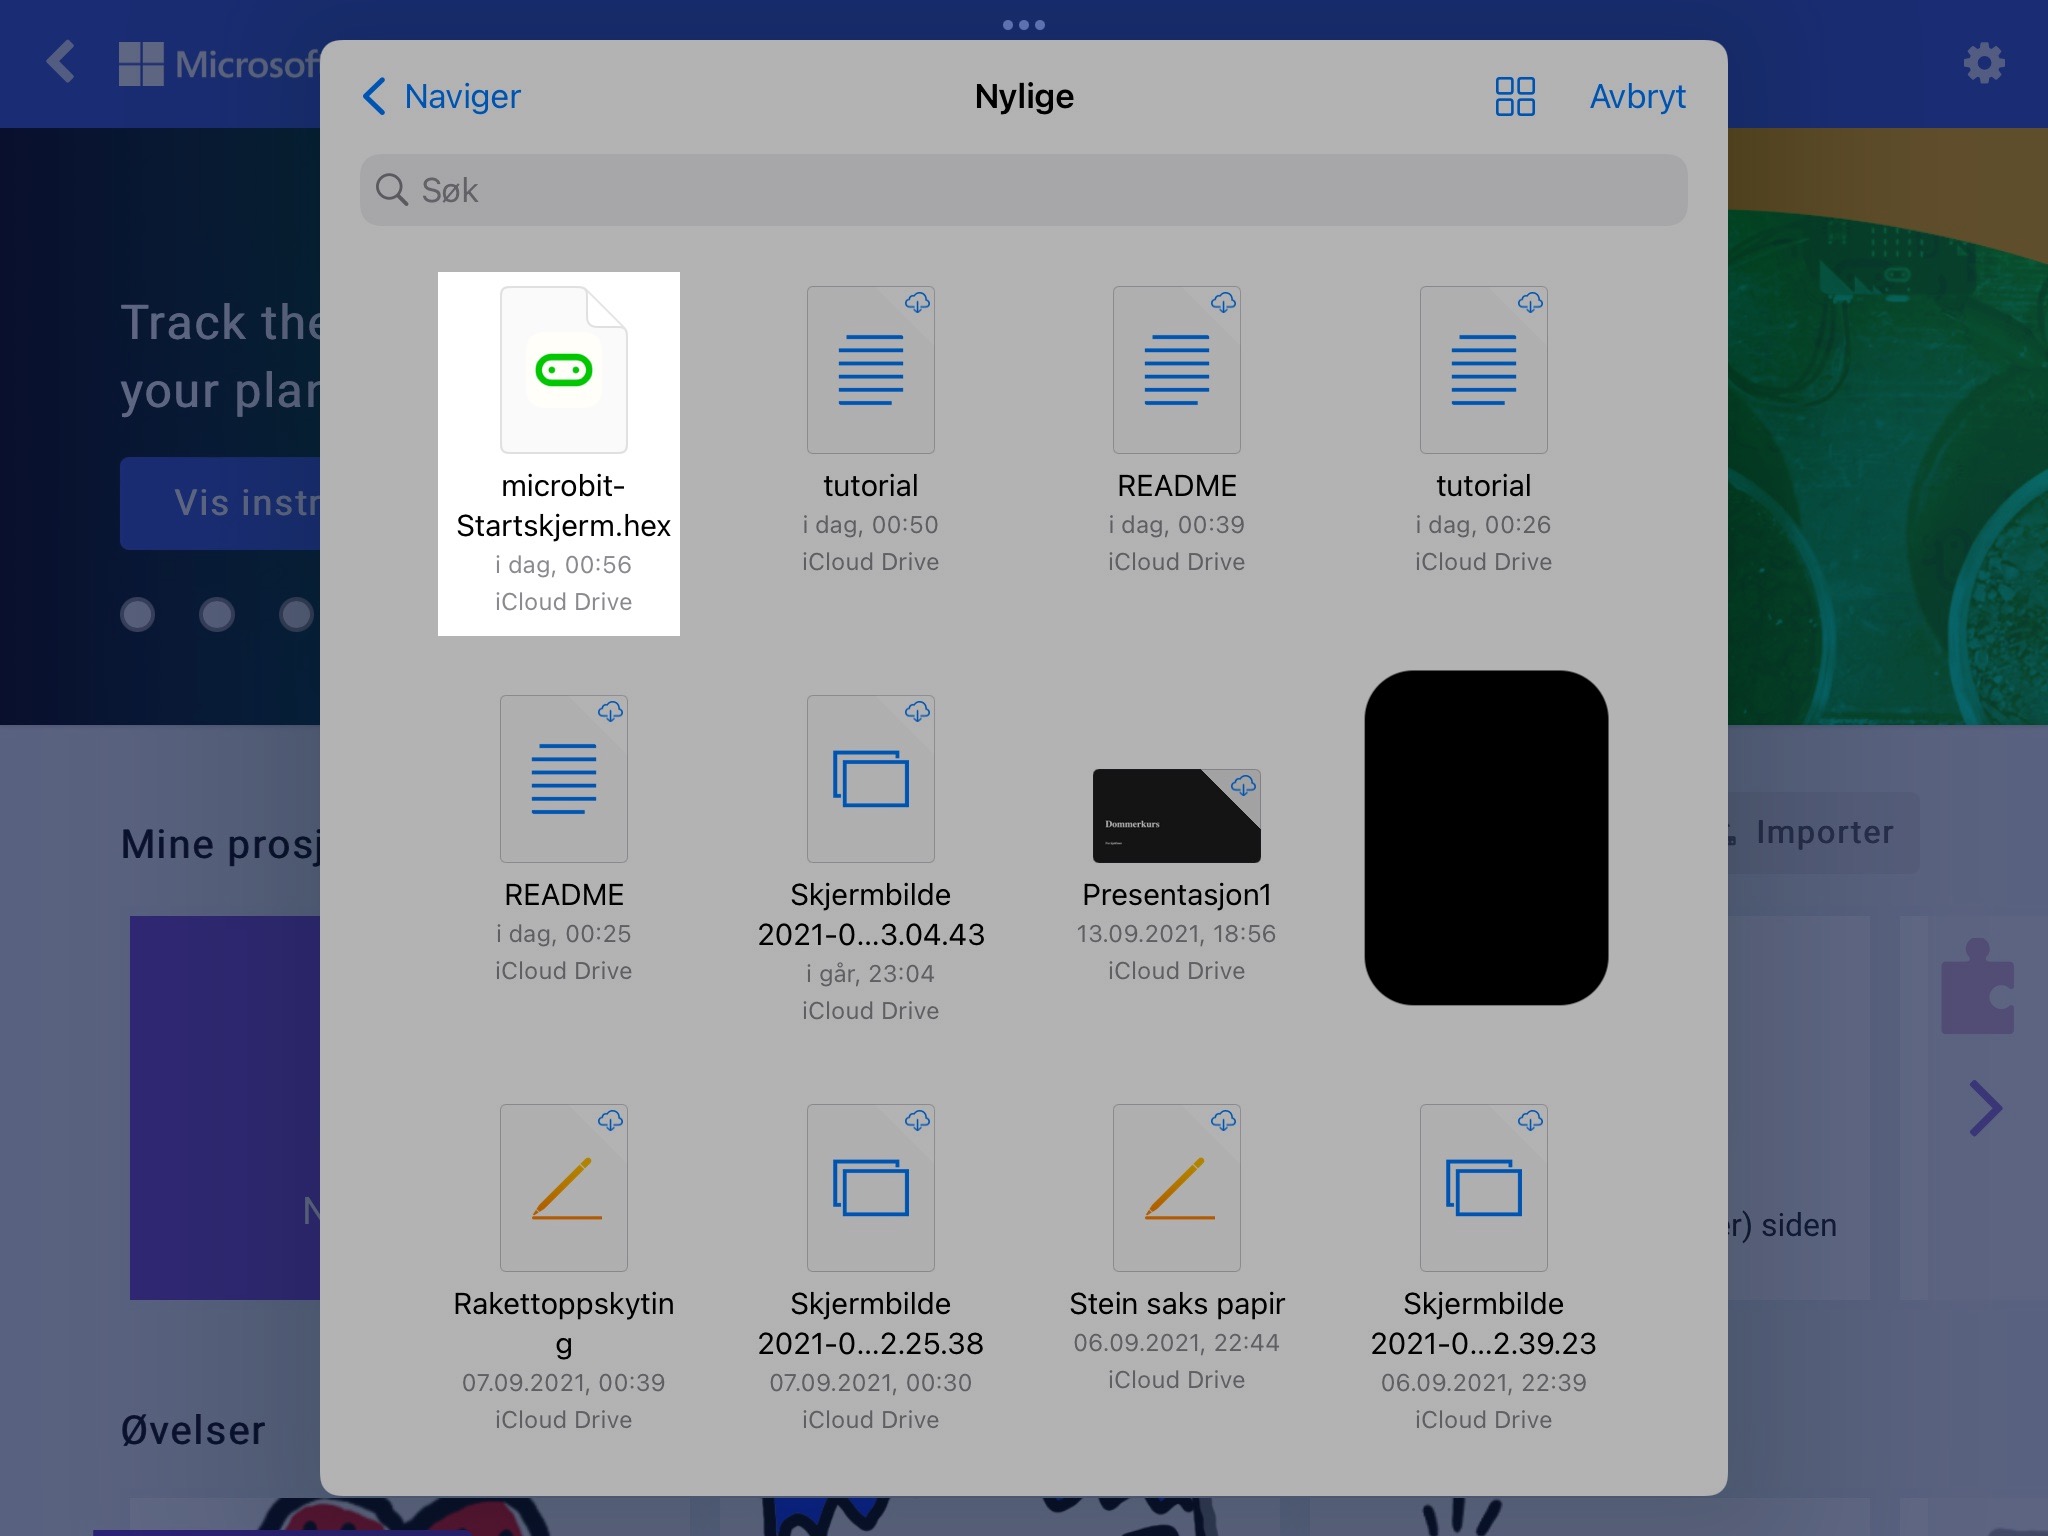 Microsof
Naviger
Nylige
Avbryt
Søk
Track the
your plan
Vis instr
microbit-
Startskjerm.hex
i dag, 00:56
iCloud Drive
tutorial
i dag, 00:50
iCloud Drive
README
i dag, 00:39
iCloud Drive
tutorial
i dag, 00:26
iCloud Drive
README
i dag, 00:25
iCloud Drive
Skjermbilde
2021-0...3.04.43
i går, 23:04
iCloud Drive
Dommerkurs
Presentasjon1
13.09.2021, 18:56
iCloud Drive
Mine prosj
Importer
Rakettoppskytin
g
07.09.2021, 00:39
iCloud Drive
Skjermbilde
2021-0...2.25.38
07.09.2021, 00:30
iCloud Drive
Stein saks papir
06.09.2021, 22:44
iCloud Drive
Skjermbilde
2021-0...2.39.23
06.09.2021, 22:39
iCloud Drive
N
er) siden
Øvelser